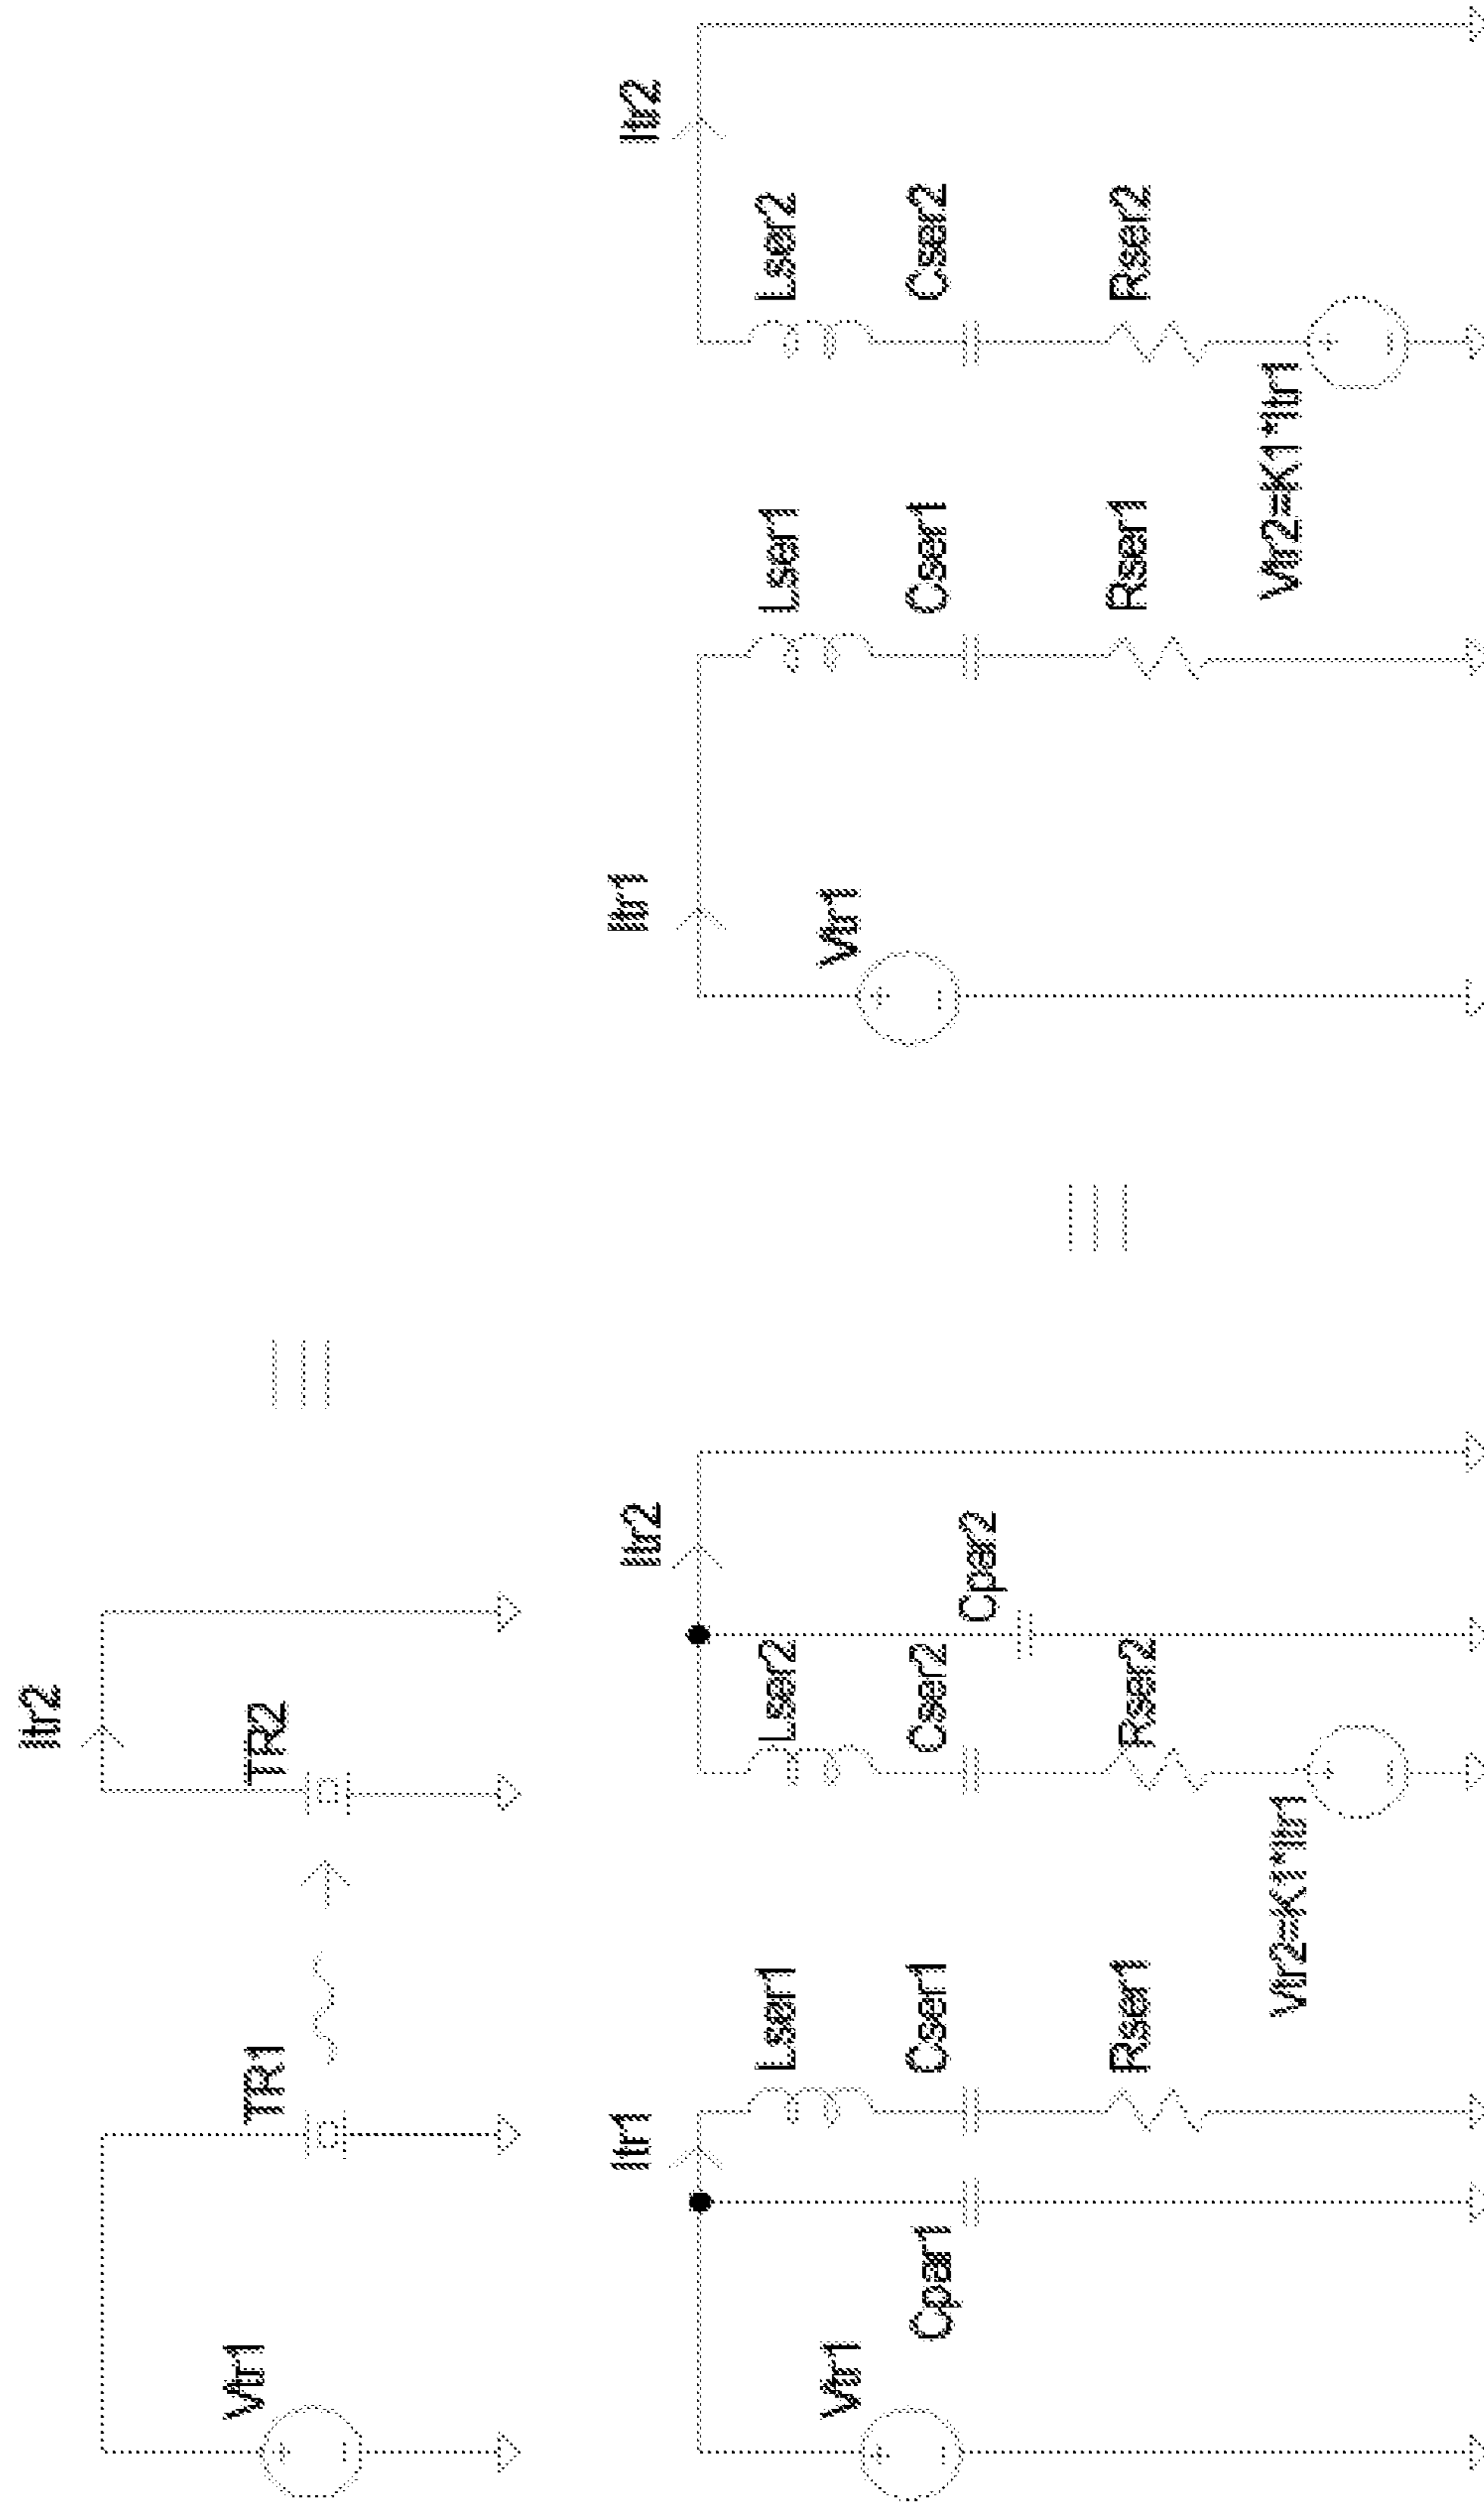 Vtr1
TR1
TR2
Itr2
Vtr1
Cpar1
Itr1
Lser1
Cser1
Rser1
Vtr2=K1*Itr1
Lser2
Cser2
Rser2
Cpar2
Itr2
Vtr1
Itr1
Lser1
Cser1
Rser1
Vtr2=K1*Itr1
Lser2
Cser2
Rser2
Itr2